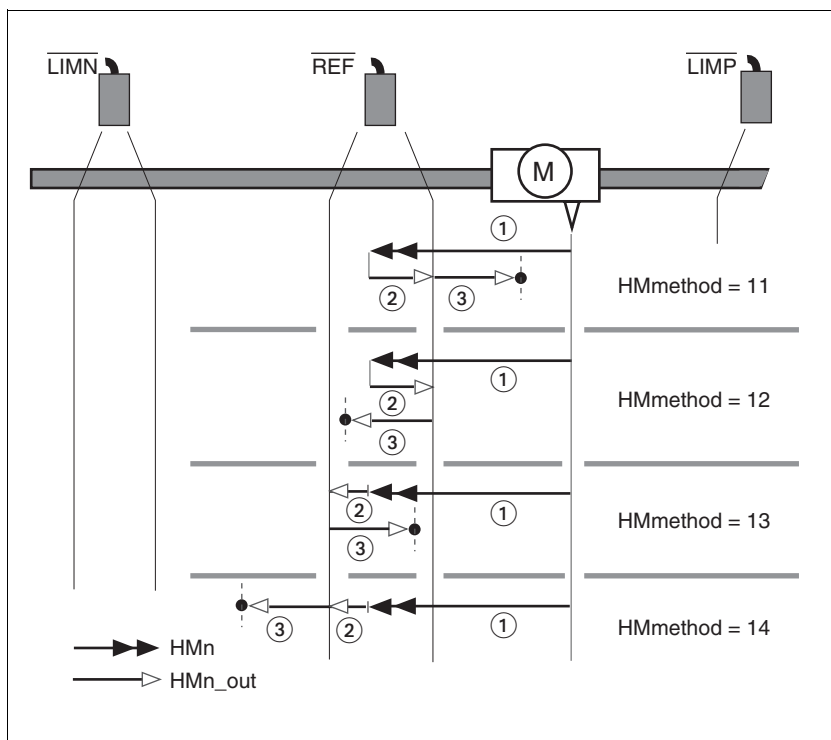 LIMN REF LIMP
M
①
② ③
HMmethod = 11
①
②
③
HMmethod = 12
②
①
③
HMmethod = 13
③ ② ①
HMmethod = 14
HMn
HMn_out